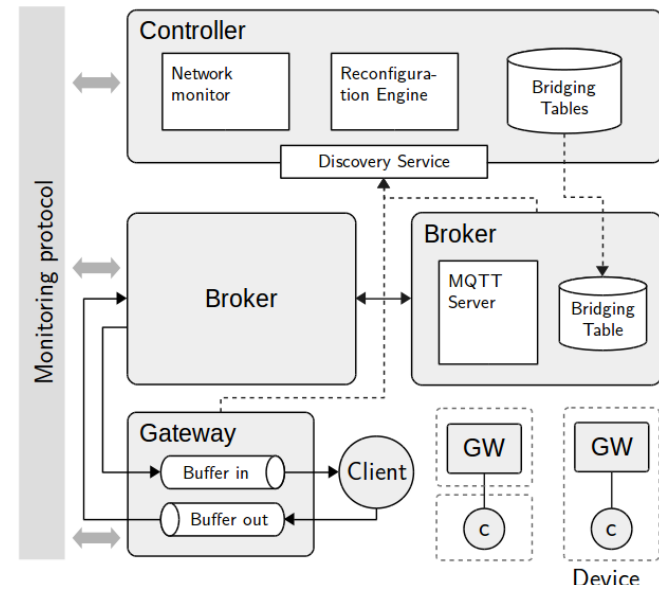 Controller
Network
monitor
Reconfigura-
tion Engine
Bridging
Tables
Discovery Service
Monitoring protocol
Broker
Broker
MQTT
Server
Bridging
Table
Gateway
Buffer in
Buffer out
Client
GW
c
GW
c
Device